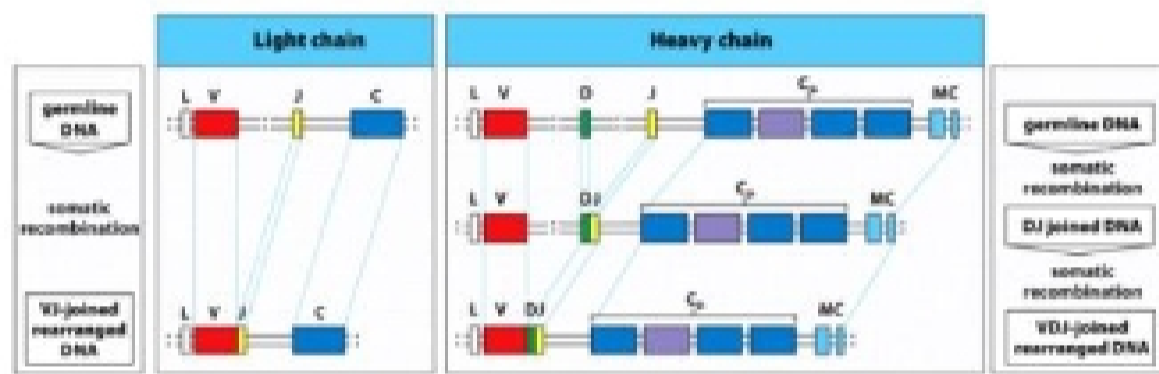 Light chain
Heavy chain
germline
DNA
somatic
recombination
VJ-joined
rearranged
DNA
L V J C
L V J C
L V D J Cμ MC
L V DJ Cμ MC
L V DJ Cμ MC
germline DNA
somatic
recombination
DJ joined DNA
somatic
recombination
VDJ-joined
rearranged DNA